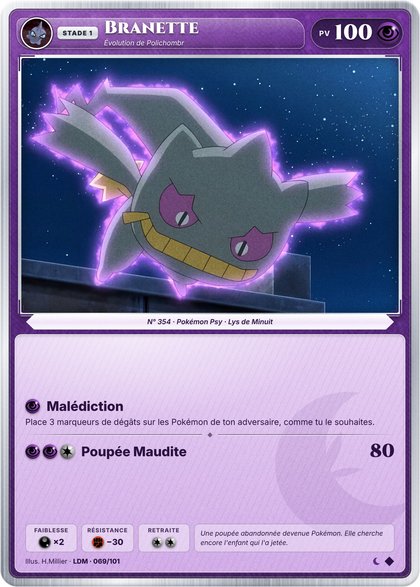 STADE 1
BRANETTE
PV 100
Évolution de Polichombr
N° 354 · Pokémon Psy · Lys de Minuit
Malédiction
Place 3 marqueurs de dégâts sur les Pokémon de ton adversaire, comme tu le souhaites.
Poupée Maudite 80
FAIBLESSE RÉSISTANCE RETRAITE
×2 −30
Une poupée abandonnée devenue Pokémon. Elle cherche
encore l'enfant qui l'a jetée.
Illus. H.Millier · LDM · 069/101